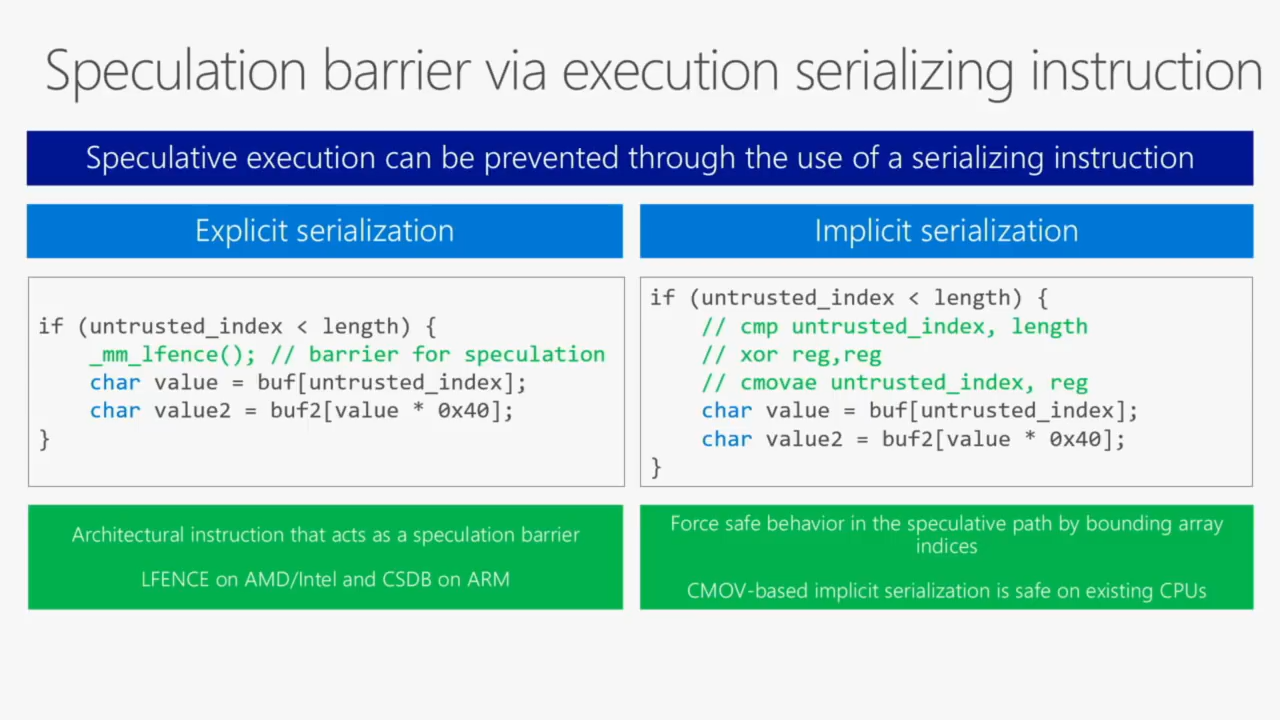 Speculation barrier via execution serializing instruction
Speculative execution can be prevented through the use of a serializing instruction
Explicit serialization
if (untrusted_index < length) {
_mm_lfence(); // barrier for speculation
char value = buf[untrusted_index];
char value2 = buf2[value * 0x40];
}
Architectural instruction that acts as a speculation barrier
LFENCE on AMD/Intel and CSDB on ARM
Implicit serialization
if (untrusted_index < length) {
// cmp untrusted_index, length
// xor reg,reg
// cmovae untrusted_index, reg
char value = buf[untrusted_index];
char value2 = buf2[value * 0x40];
}
Force safe behavior in the speculative path by bounding array
indices
CMOV-based implicit serialization is safe on existing CPUs